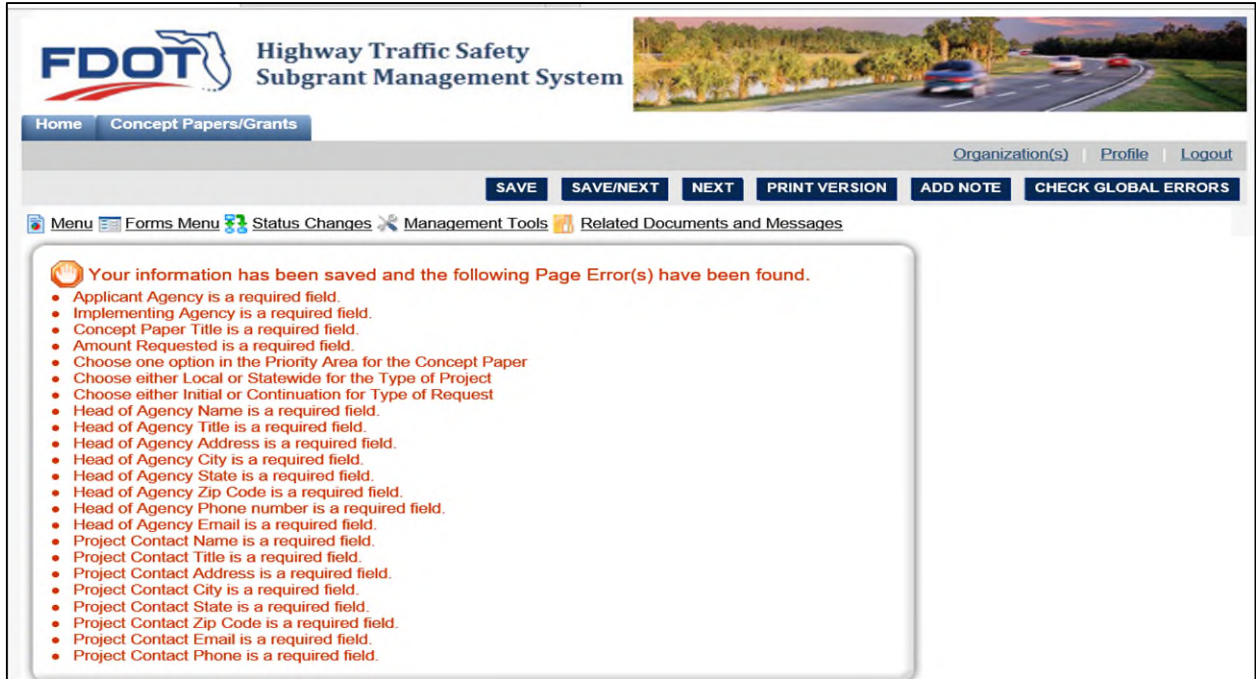 FDOT
Highway Traffic Safety
Subgrant Management System
Home Concept Papers/Grants
Organization(s) Profile Logout
SAVE SAVE/NEXT NEXT PRINT VERSION ADD NOTE CHECK GLOBAL ERRORS
Menu Forms Menu Status Changes Management Tools Related Documents and Messages
Your information has been saved and the following Page Error(s) have been found.
Applicant Agency is a required field.
Implementing Agency is a required field.
Concept Paper Title is a required field.
Amount Requested is a required field.
Choose one option in the Priority Area for the Concept Paper
Choose either Local or Statewide for the Type of Project
Choose either Initial or Continuation for Type of Request
Head of Agency Name is a required field.
Head of Agency Title is a required field.
Head of Agency Address is a required field.
Head of Agency City is a required field.
Head of Agency State is a required field.
Head of Agency Zip Code is a required field.
Head of Agency Phone number is a required field.
Head of Agency Email is a required field.
Project Contact Name is a required field.
Project Contact Title is a required field.
Project Contact Address is a required field.
Project Contact City is a required field.
Project Contact State is a required field.
Project Contact Zip Code is a required field.
Project Contact Email is a required field.
Project Contact Phone is a required field.